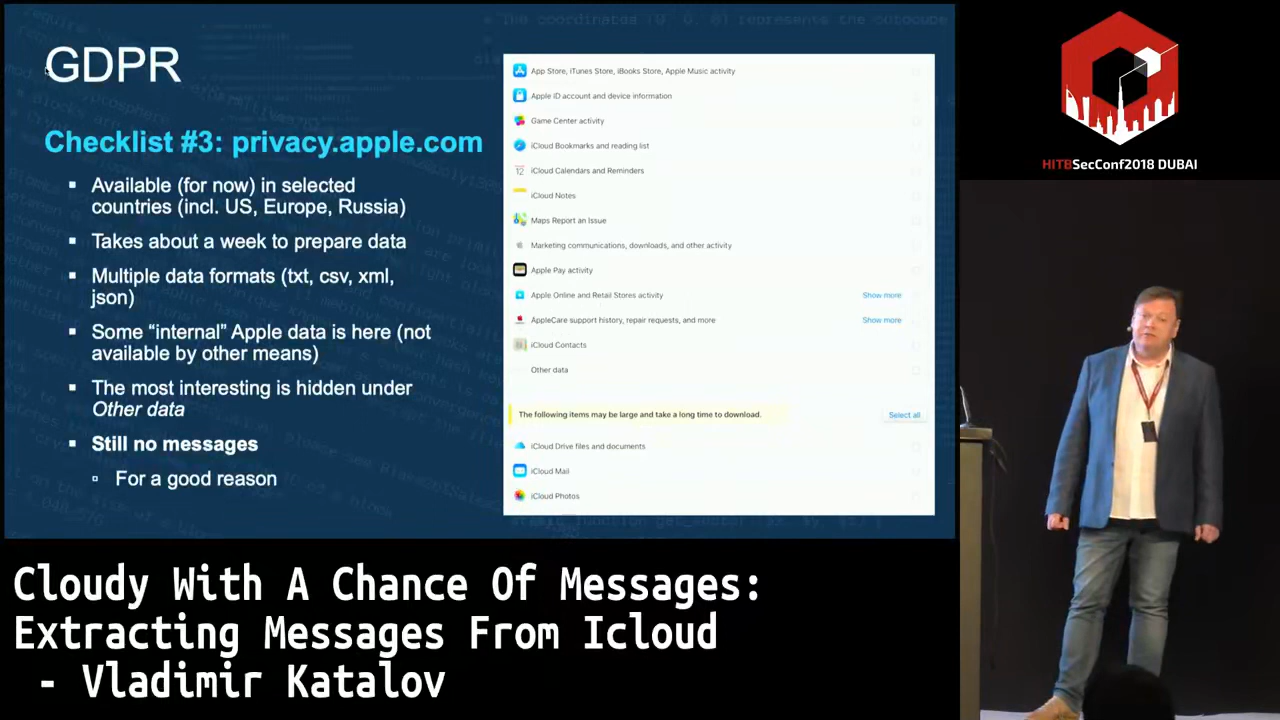 GDPR
Checklist #3: privacy.apple.com
Available (for now) in selected
countries (incl. US, Europe, Russia)
Takes about a week to prepare data
Multiple data formats (txt, csv, xml,
json)
Some “internal” Apple data is here (not
available by other means)
The most interesting is hidden under
Other data
Still no messages
For a good reason
App Store, iTunes Store, iBooks Store, Apple Music activity
Apple ID account and device information
Game Center activity
iCloud Bookmarks and reading list
12
iCloud Calendars and Reminders
iCloud Notes
Maps Report an Issue
Marketing communications, downloads, and other activity
Apple Pay activity
Apple Online and Retail Stores activity Show more
AppleCare support history, repair requests, and more Show more
iCloud Contacts
Other data
The following items may be large and take a long time to download. Select all
iCloud Drive files and documents
iCloud Mail
iCloud Photos
HITBSecConf2018 DUBAI
Cloudy With A Chance Of Messages:
Extracting Messages From Icloud
- Vladimir Katalov